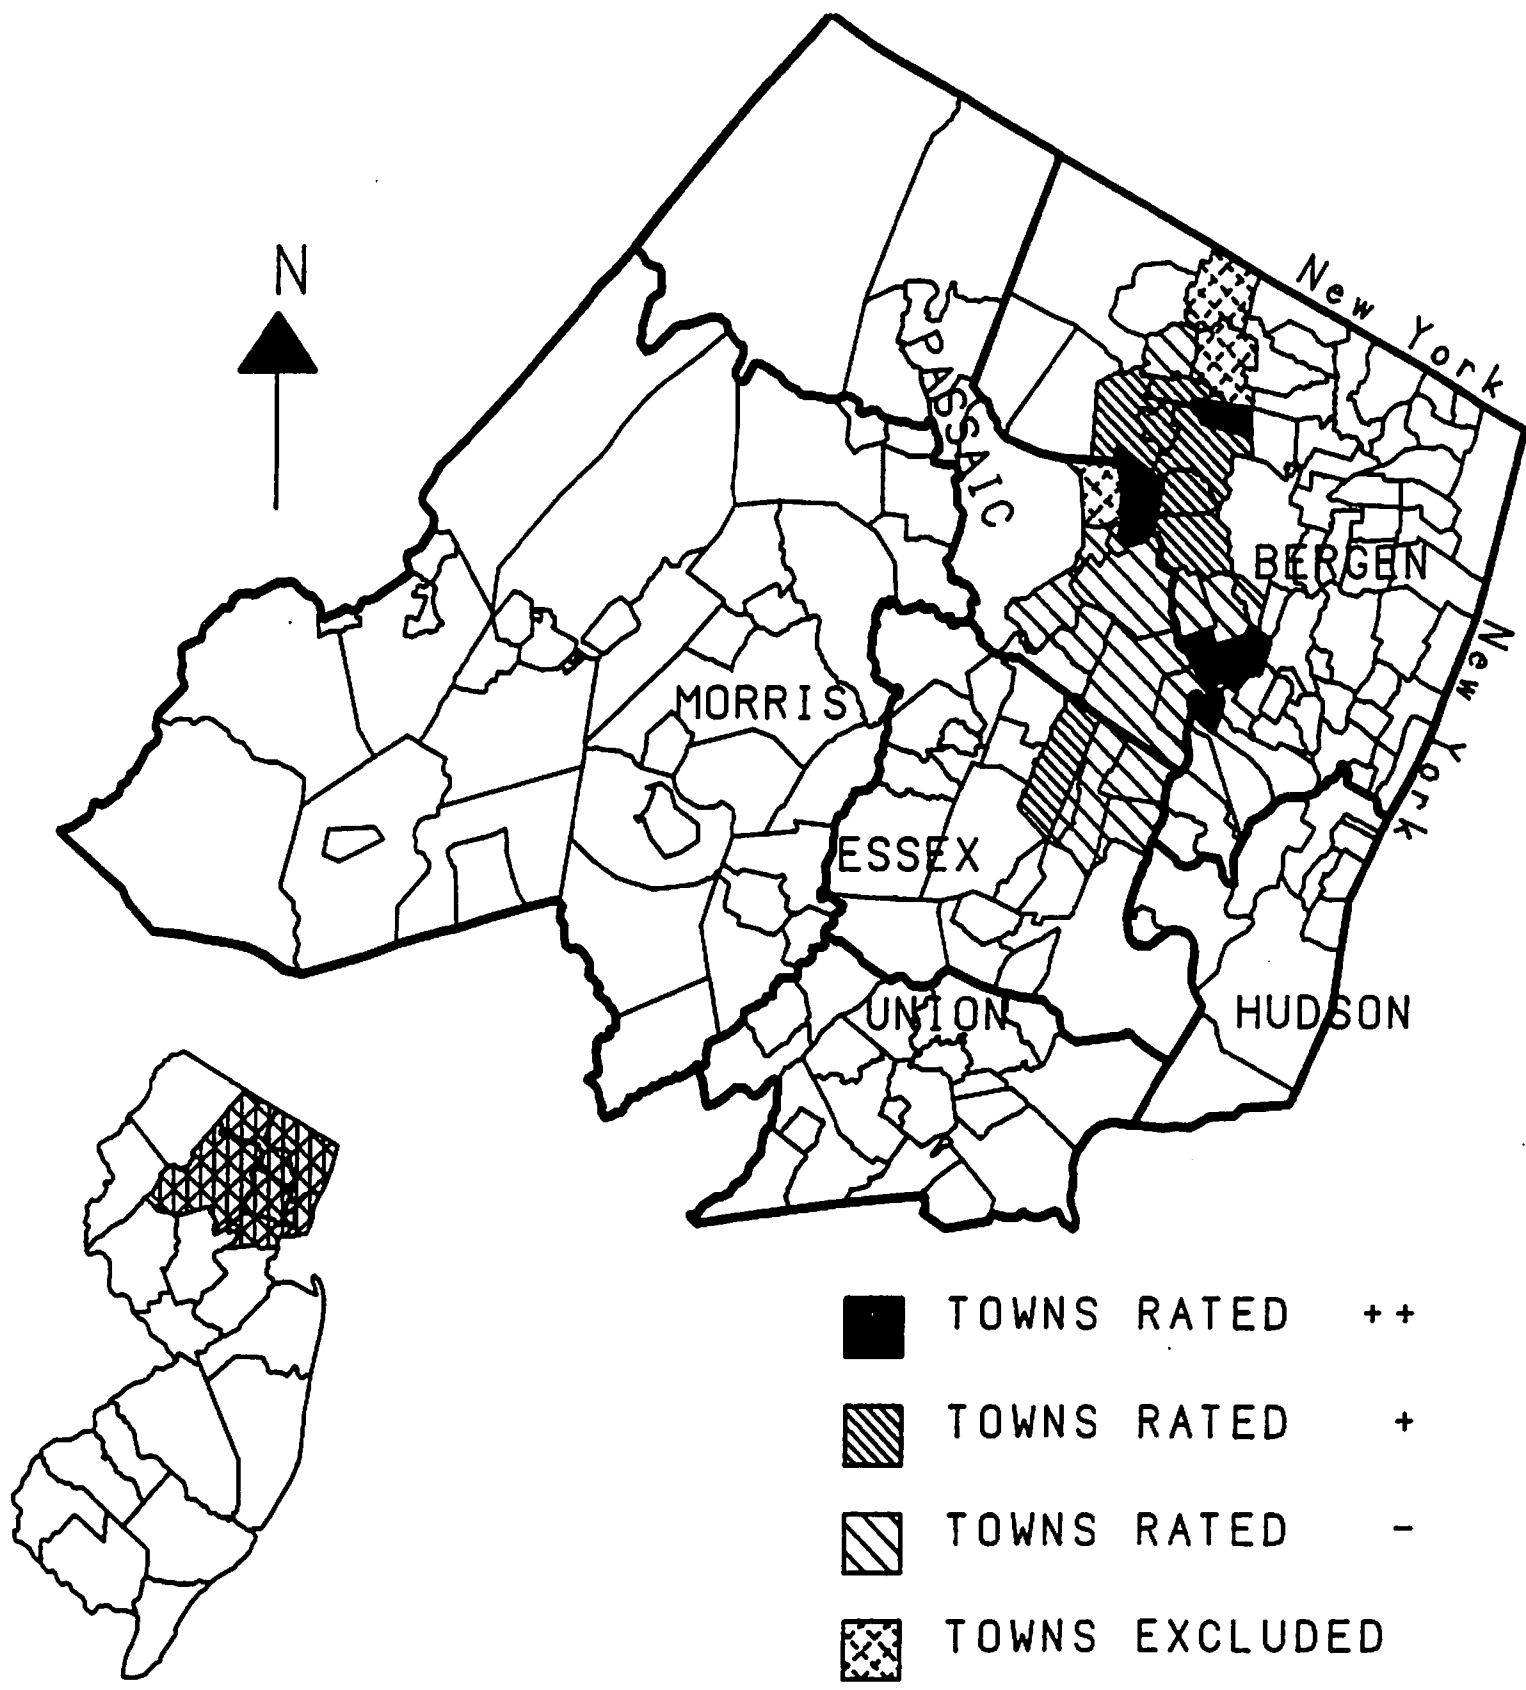 N
New York
PASSAIC
BERGEN
New York
MORRIS
ESSEX
UNION
HUDSON
TOWNS RATED ++
TOWNS RATED +
TOWNS RATED -
TOWNS EXCLUDED